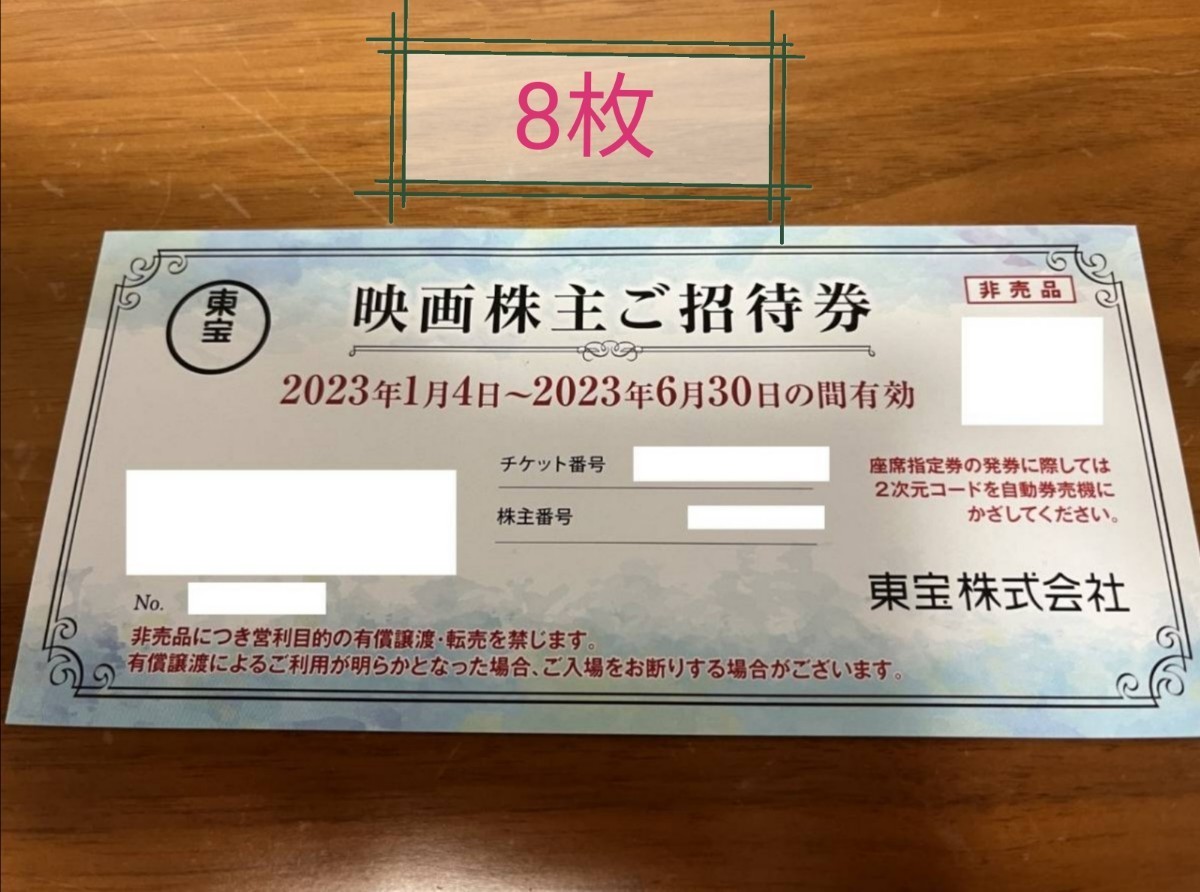 8枚
東宝
映画株主ご招待券
非売品
2023年1月4日～2023年6月30日の間有効
チケット番号
株主番号
座席指定券の発券に際しては
2次元コードを自動券売機に
かざしてください。
No.
東宝株式会社
非売品につき営利目的の有償譲渡・転売を禁じます。
有償譲渡によるご利用が明らかとなった場合、ご入場をお断りする場合がございます。